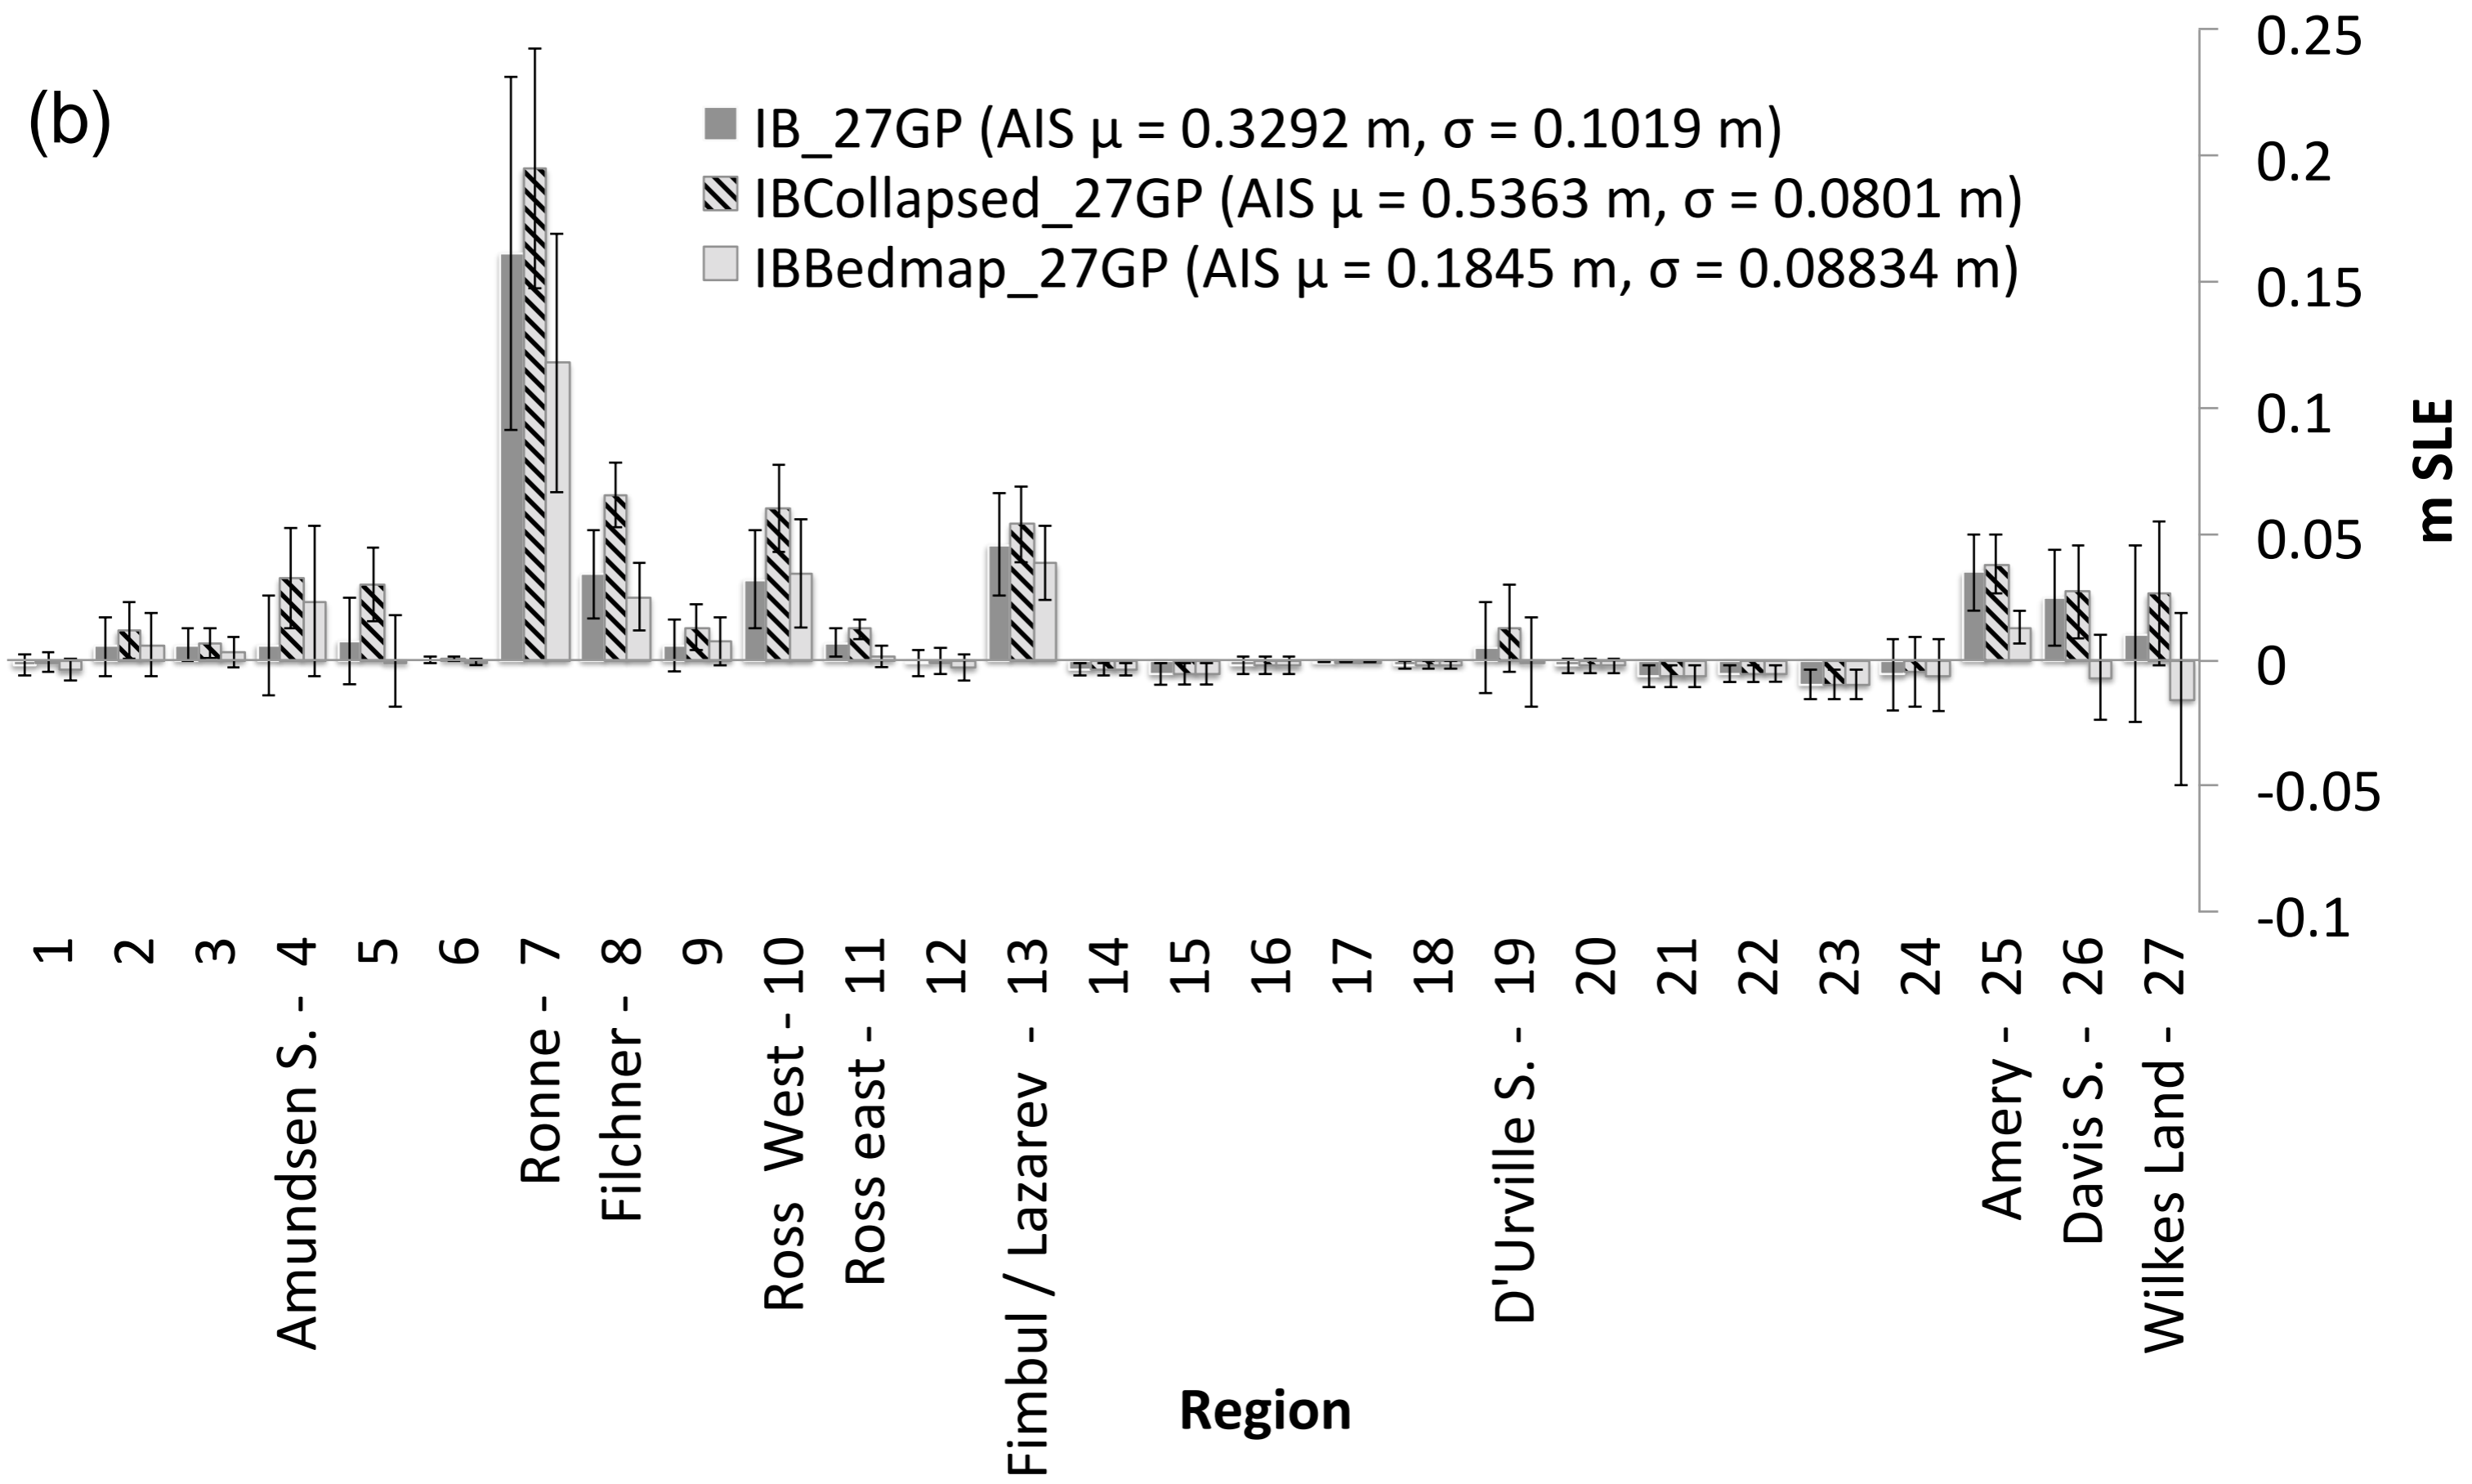 (b)
IB_27GP (AIS µ = 0.3292 m, σ = 0.1019 m)
IBCollapsed_27GP (AIS µ = 0.5363 m, σ = 0.0801 m)
IBBedmap_27GP (AIS µ = 0.1845 m, σ = 0.08834 m)
0.25
0.2
0.15
0.1
0.05
0
-0.05
-0.1
m SLE
1
2
3
Amundsen S. - 4
5
6
Ronne - 7
Filchner - 8
9
Ross West - 10
Ross east - 11
12
Fimbul / Lazarev - 13
14
15
16
17
18
D'Urville S. - 19
20
21
22
23
24
Amery - 25
Davis S. - 26
Wilkes Land - 27
Region